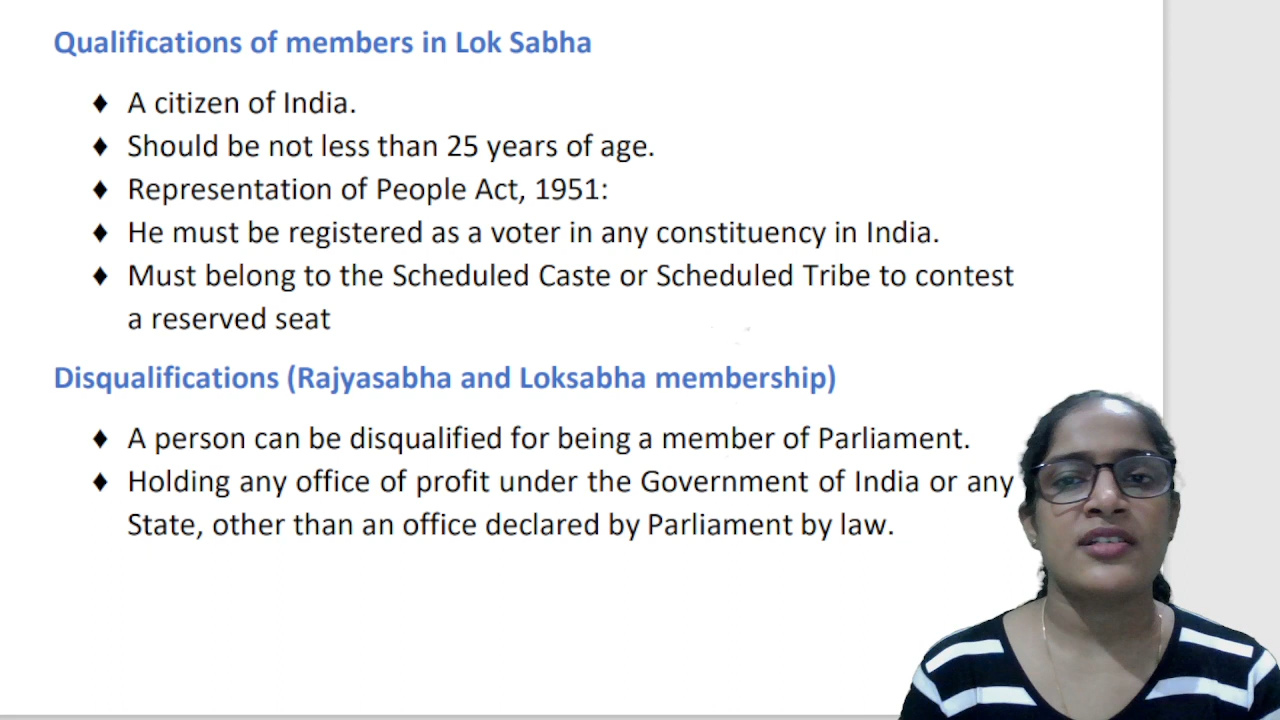 Qualifications of members in Lok Sabha
♦ A citizen of India.
♦ Should be not less than 25 years of age.
♦ Representation of People Act, 1951:
♦ He must be registered as a voter in any constituency in India.
♦ Must belong to the Scheduled Caste or Scheduled Tribe to contest
a reserved seat
Disqualifications (Rajyasabha and Loksabha membership)
♦ A person can be disqualified for being a member of Parliament.
♦ Holding any office of profit under the Government of India or any
State, other than an office declared by Parliament by law.